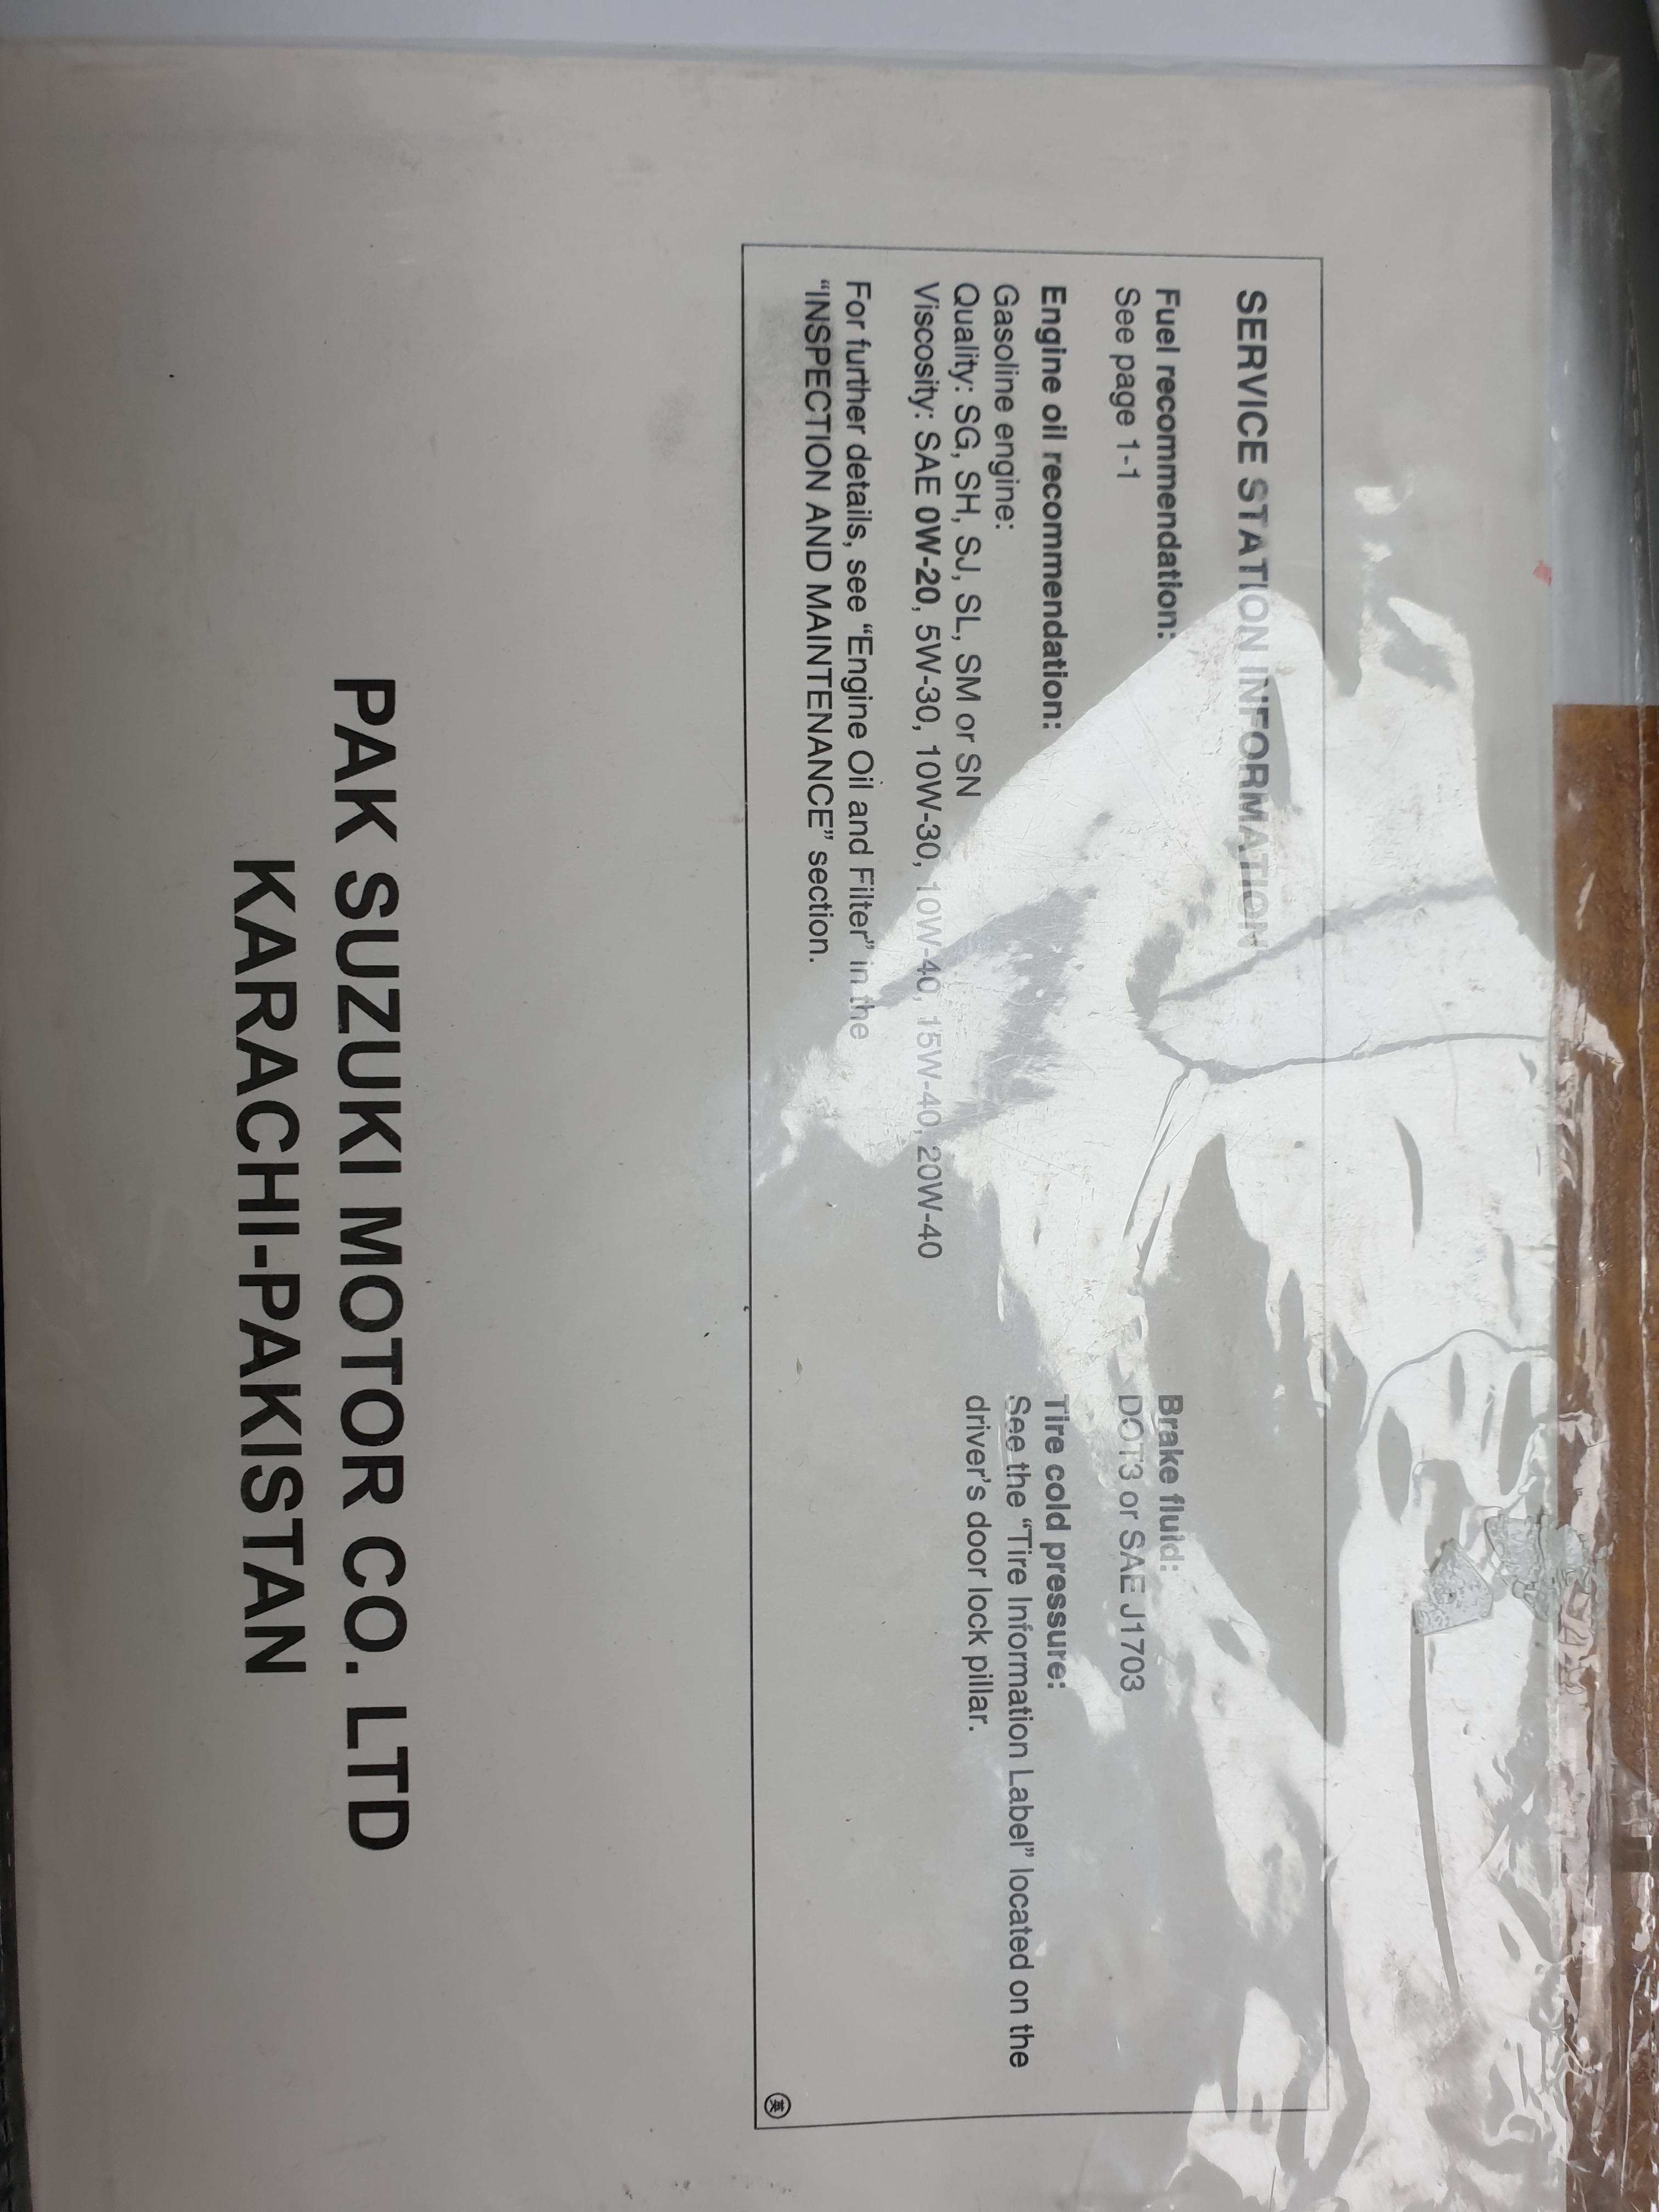 SERVICE STATION INFORMATION
Fuel recommendation:
See page 1-1
Engine oil recommendation:
Gasoline engine:
Quality: SG, SH, SJ, SL, SM or SN
Viscosity: SAE 0W-20, 5W-30, 10W-30, 10W-40, 15W-40, 20W-40
For further details, see “Engine Oil and Filter” in the
“INSPECTION AND MAINTENANCE” section.
Brake fluid:
DOT3 or SAE J1703
Tire cold pressure:
See the “Tire Information Label” located on the
driver’s door lock pillar.
英
PAK SUZUKI MOTOR CO. LTD
KARACHI-PAKISTAN